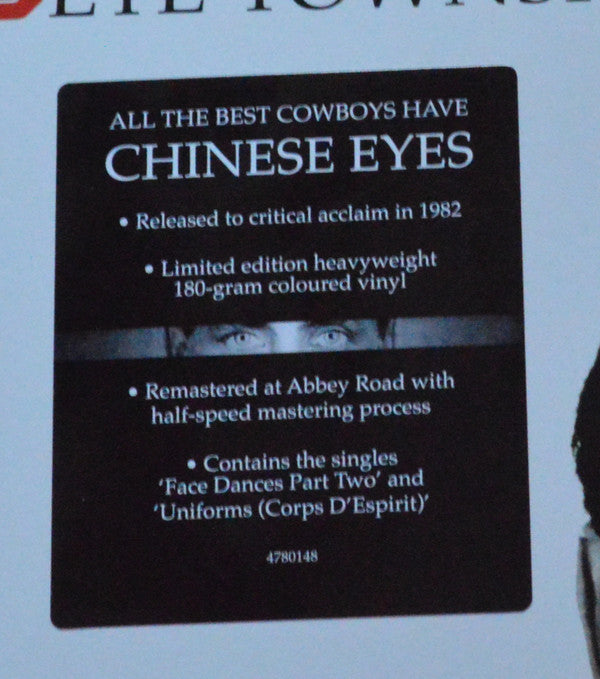 ETE TOWNS
ALL THE BEST COWBOYS HAVE
CHINESE EYES
• Released to critical acclaim in 1982
• Limited edition heavyweight
180-gram coloured vinyl
• Remastered at Abbey Road with
half-speed mastering process
• Contains the singles
'Face Dances Part Two' and
'Uniforms (Corps D'Espirit)'
4780148